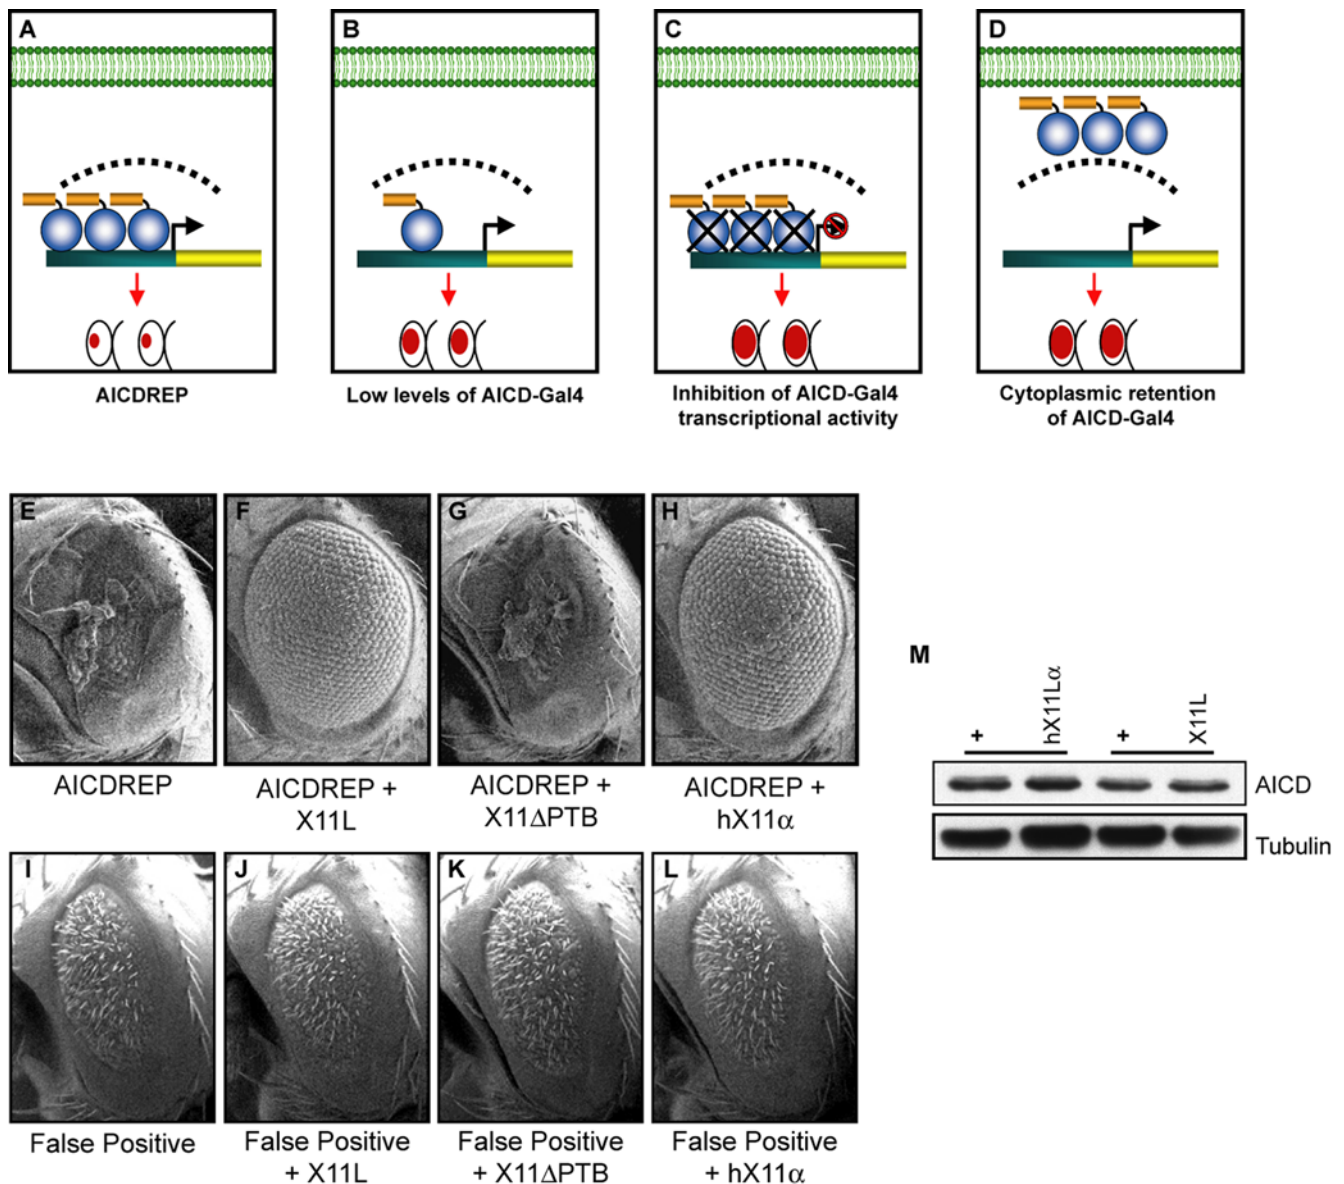 A
B
C
D
AICDREP
Low levels of AICD-Gal4
Inhibition of AICD-Gal4
transcriptional activity
Cytoplasmic retention
of AICD-Gal4
E
F
G
H
AICDREP
AICDREP +
X11L
AICDREP +
X11ΔPTB
AICDREP +
hX11α
I
J
K
L
False Positive
False Positive
+ X11L
False Positive
+ X11ΔPTB
False Positive
+ hX11α
M
+
hX11Lα
+
X11L
AICD
Tubulin